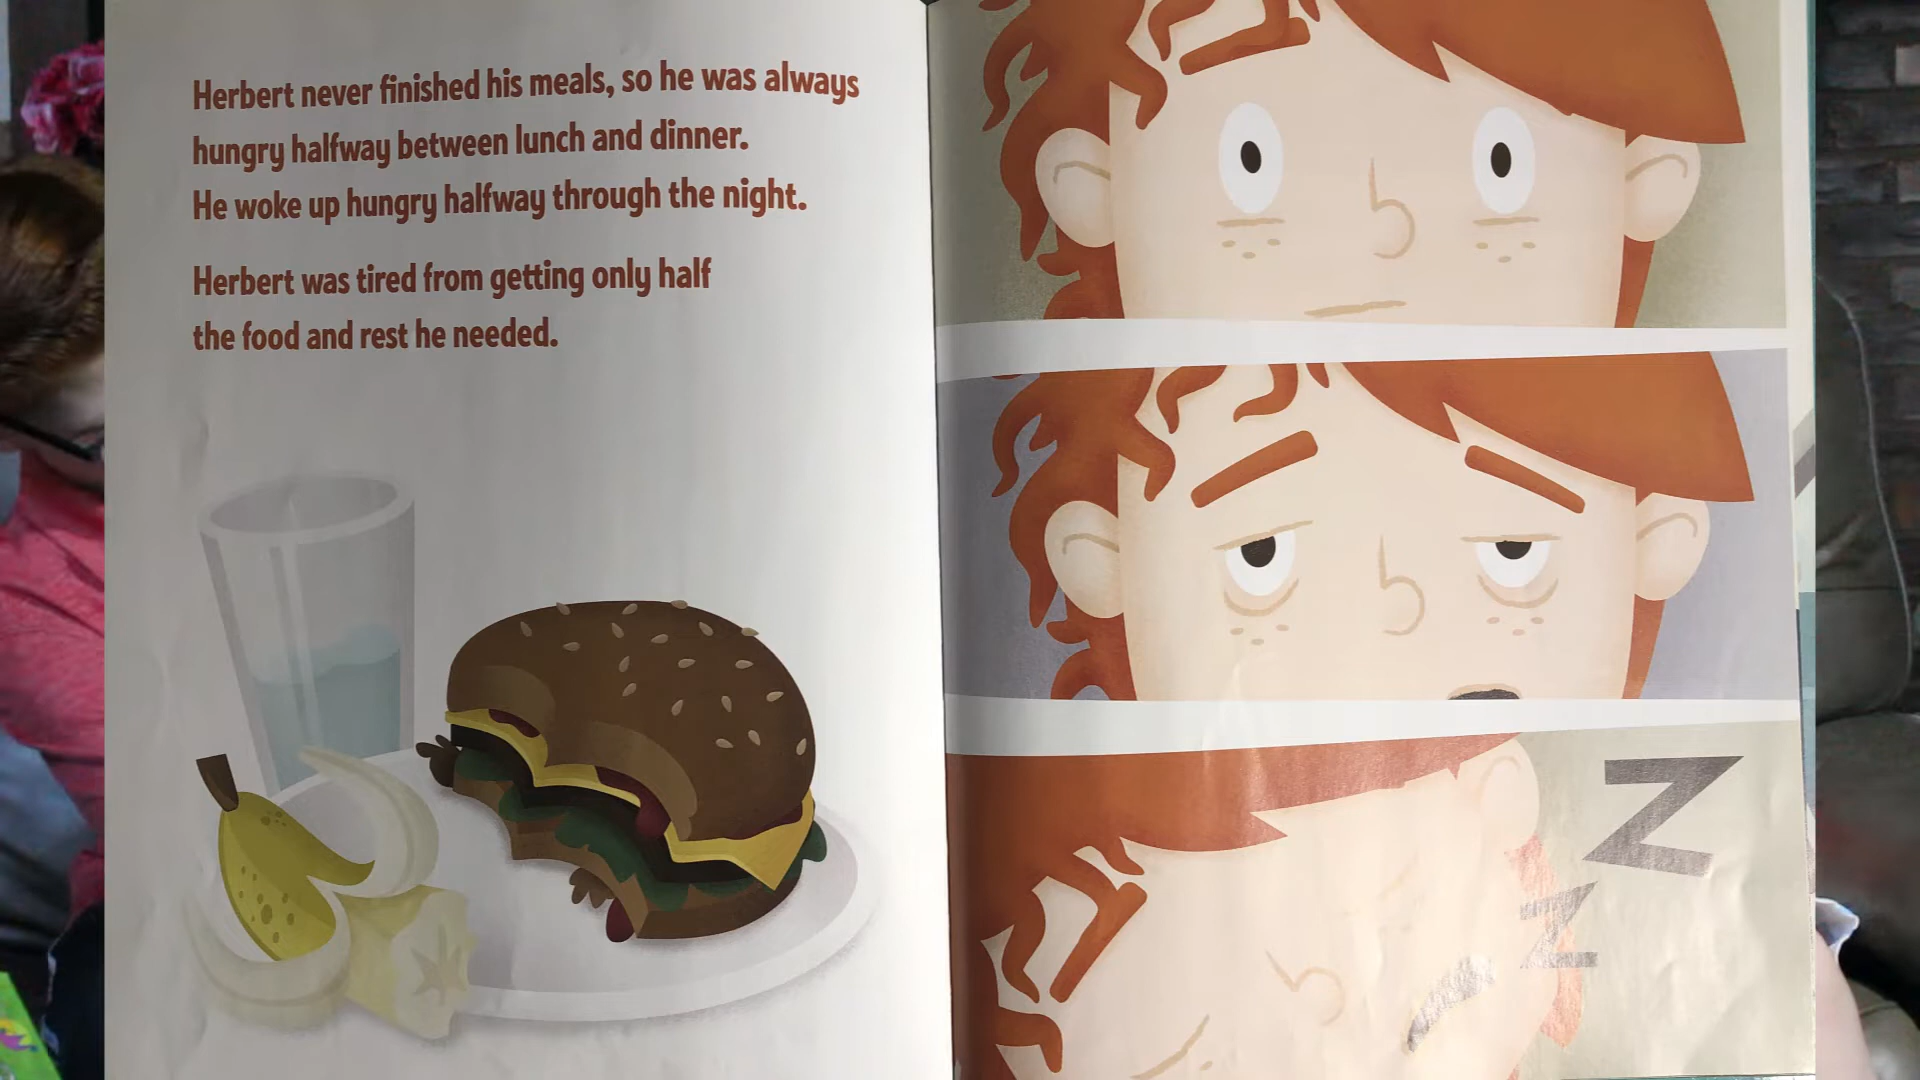 Herbert never finished his meals, so he was always
hungry halfway between lunch and dinner.
He woke up hungry halfway through the night.
Herbert was tired from getting only half
the food and rest he needed.
Z
Z